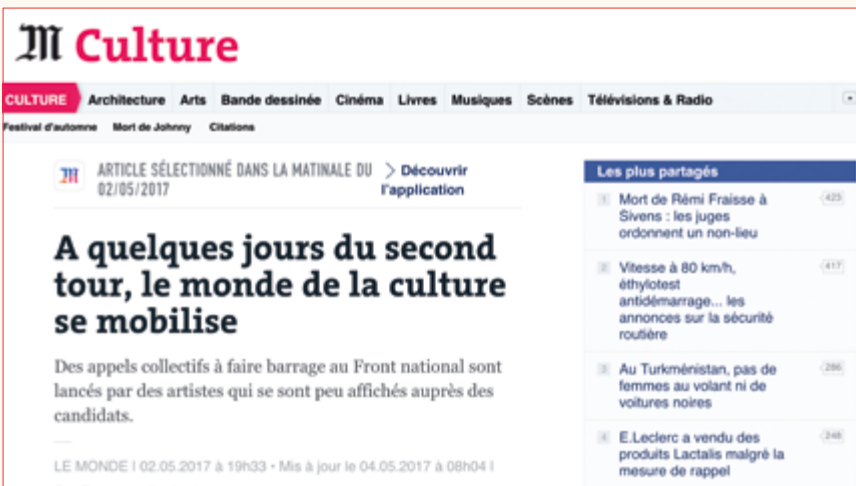 M Culture
CULTURE Architecture Arts Bande dessinée Cinéma Livres Musiques Scènes Télévisions & Radio
Festival d'automne Mort de Johnny Citations
M ARTICLE SÉLECTIONNÉ DANS LA MATINALE DU
02/05/2017
> Découvrir
l'application
A quelques jours du second
tour, le monde de la culture
se mobilise
Des appels collectifs à faire barrage au Front national sont
lancés par des artistes qui se sont peu affichés auprès des
candidats.
LE MONDE | 02.05.2017 à 19h33 • Mis à jour le 04.05.2017 à 08h04 |
Les plus partagés
1 Mort de Rémi Fraisse à
Sivens : les juges
ordonnent un non-lieu
423
2 Vitesse à 80 km/h,
éthylotest
antidémarrage... les
annonces sur la sécurité
routière
417
3 Au Turkménistan, pas de
femmes au volant ni de
voitures noires
286
4 E.Leclerc a vendu des
produits Lactalis malgré la
mesure de rappel
248